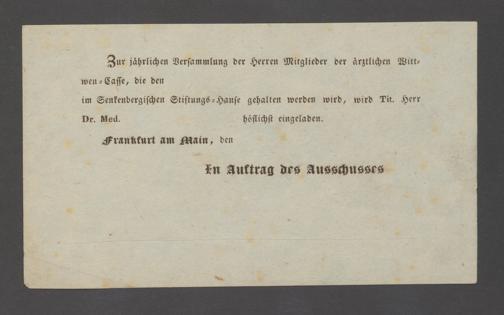 Zur jährlichen Versammlung der Herren Mitglieder der ärztlichen Witt-
wen-Casse, die den
im Senkenbergischen Stiftungs-Hause gehalten werden wird, wird Tit. Herr
Dr. Med. höflichst eingeladen.
Frankfurt am Main, den
In Auftrag des Ausschusses